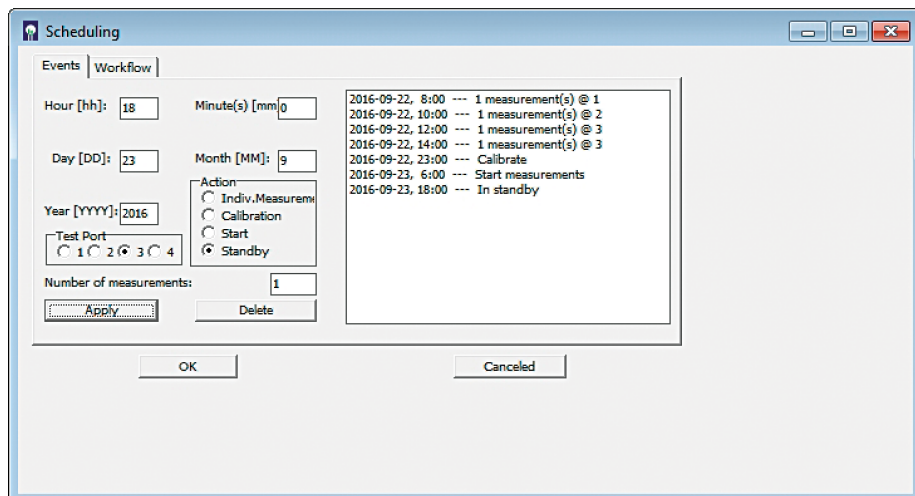 Scheduling
Events Workflow
Hour [hh]: 18 Minute(s) [mm 0
Day [DD]: 23 Month [MM]: 9
Year [YYYY]: 2016
Action
Indiv.Measureme
Calibration
Start
Standby
Test Port
1 2 3 4
Number of measurements: 1
Apply Delete
2016-09-22, 8:00 --- 1 measurement(s) @ 1
2016-09-22, 10:00 --- 1 measurement(s) @ 2
2016-09-22, 12:00 --- 1 measurement(s) @ 3
2016-09-22, 14:00 --- 1 measurement(s) @ 3
2016-09-22, 23:00 --- Calibrate
2016-09-23, 6:00 --- Start measurements
2016-09-23, 18:00 --- In standby
OK Canceled